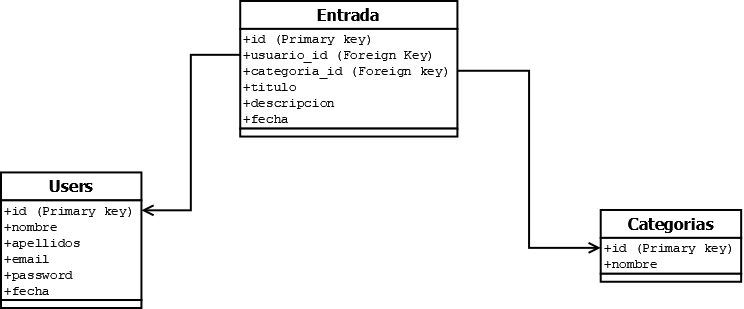 Entrada
+id (Primary key)
+usuario_id (Foreign Key)
+categoria_id (Foreign key)
+titulo
+descripcion
+fecha
Users
+id (Primary key)
+nombre
+apellidos
+email
+password
+fecha
Categorias
+id (Primary key)
+nombre